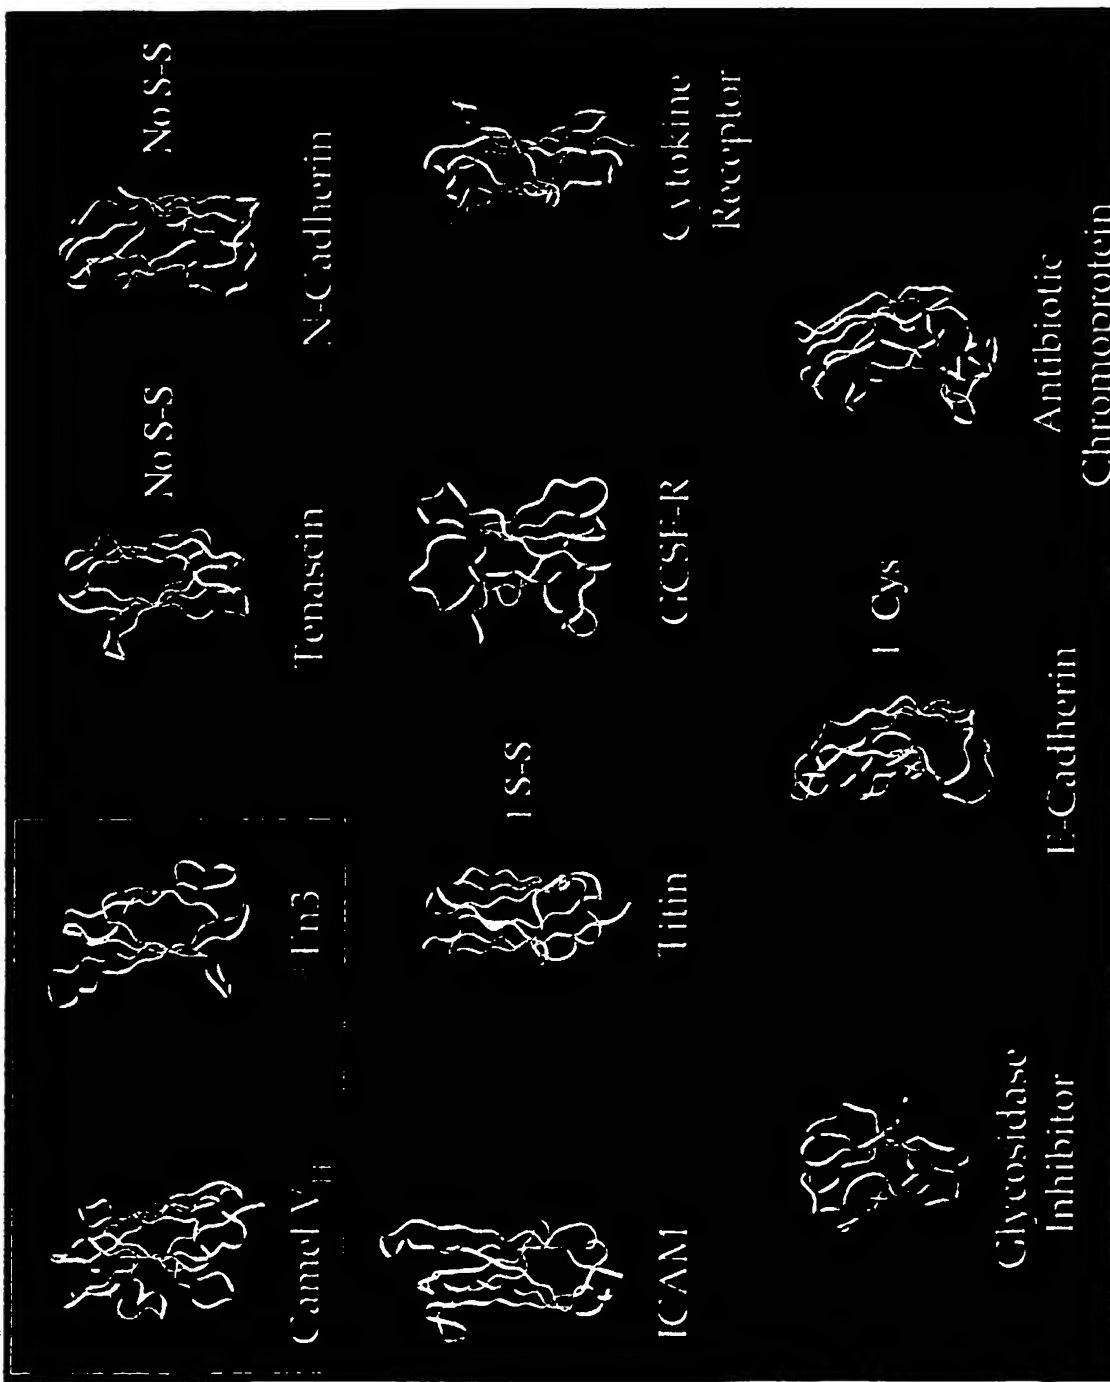 No S-S
No S-S
Camel V_H
Fn3
Tenascin
N-Cadherin
1 S-S
ICAM
Titin
GCSF-R
Cytokine
Receptor
1 Cys
Glycosidase
Inhibitor
E-Cadherin
Antibiotic
Chromoprotein